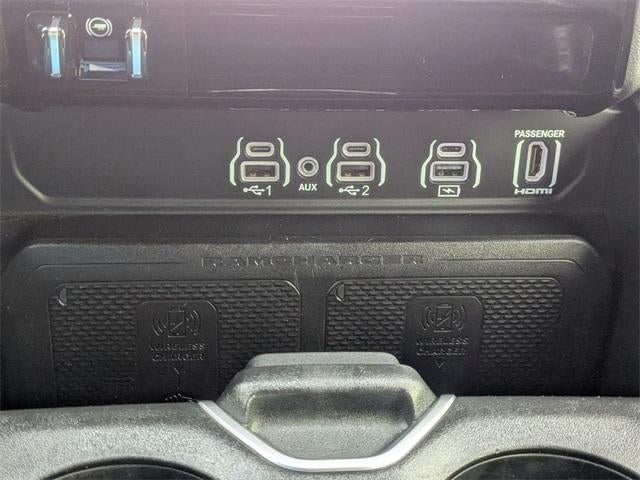 PASSENGER
1 AUX 2 HDMI
RAMCHARGER
WIRELESS CHARGER
WIRELESS CHARGER